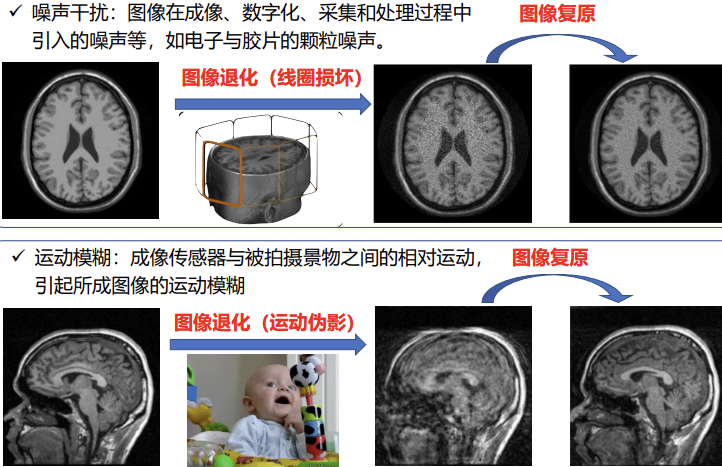 ✓ 噪声干扰：图像在成像、数字化、采集和处理过程中
引入的噪声等，如电子与胶片的颗粒噪声。
图像复原
图像退化（线圈损坏）
✓ 运动模糊：成像传感器与被拍摄景物之间的相对运动，
引起所成图像的运动模糊
图像复原
图像退化（运动伪影）